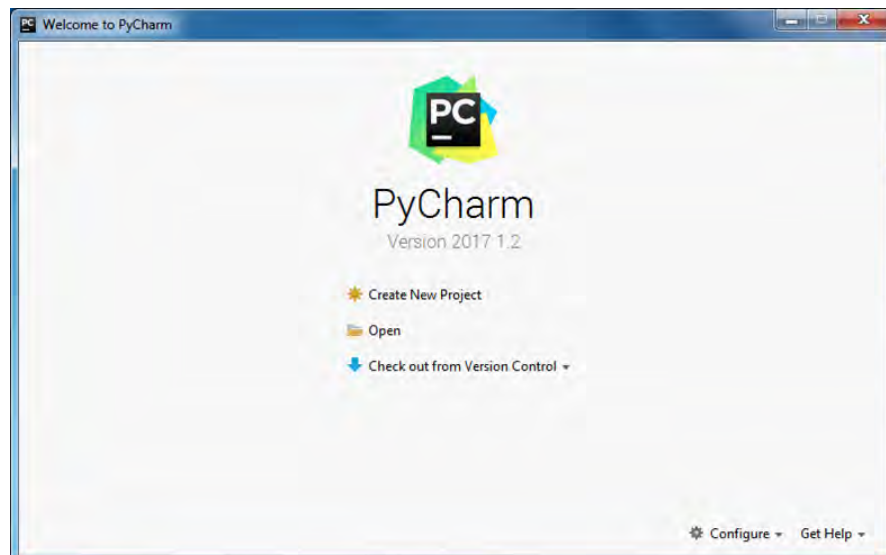 PC Welcome to PyCharm
PC
PyCharm
Version 2017.1.2
Create New Project
Open
Check out from Version Control
Configure Get Help